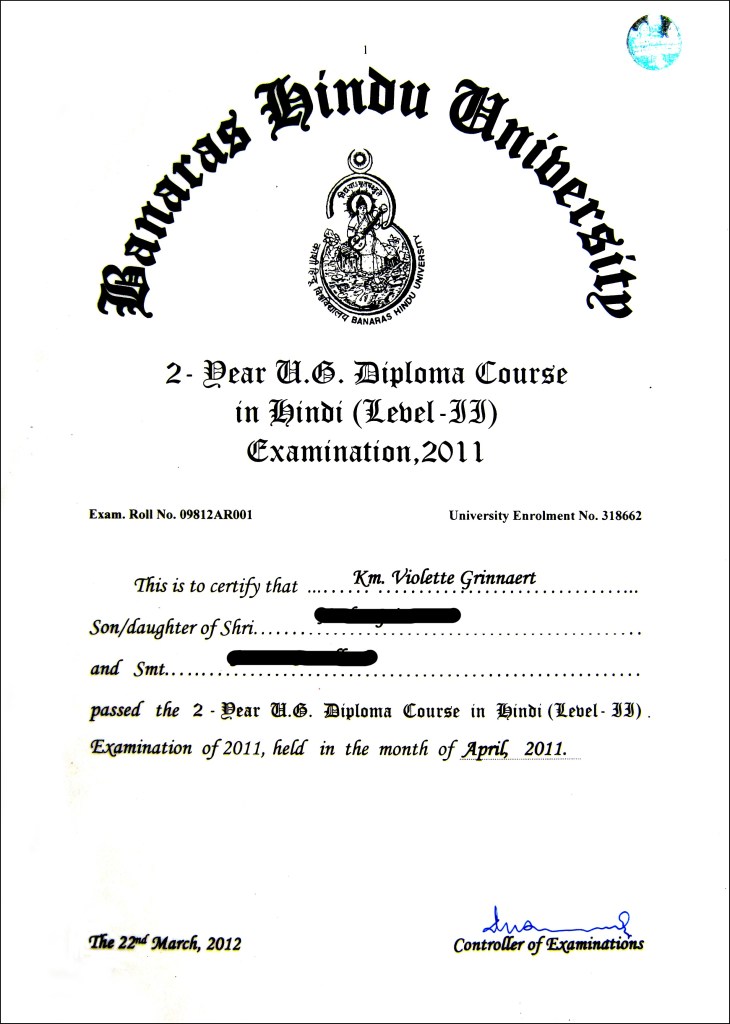 1
Banaras Hindu University
काशी हिन्दू विश्वविद्यालय BANARAS HINDU UNIVERSITY
2 - Year U.G. Diploma Course
in Hindi (Level -II)
Examination,2011
Exam. Roll No. 09812AR001 University Enrolment No. 318662
This is to certify that ... Km. Violette Grinnaert
Son/daughter of Shri
and Smt.
passed the 2 - Year U.G. Diploma Course in Hindi (Level- II) .
Examination of 2011, held in the month of April, 2011.
The 22nd March, 2012 Controller of Examinations